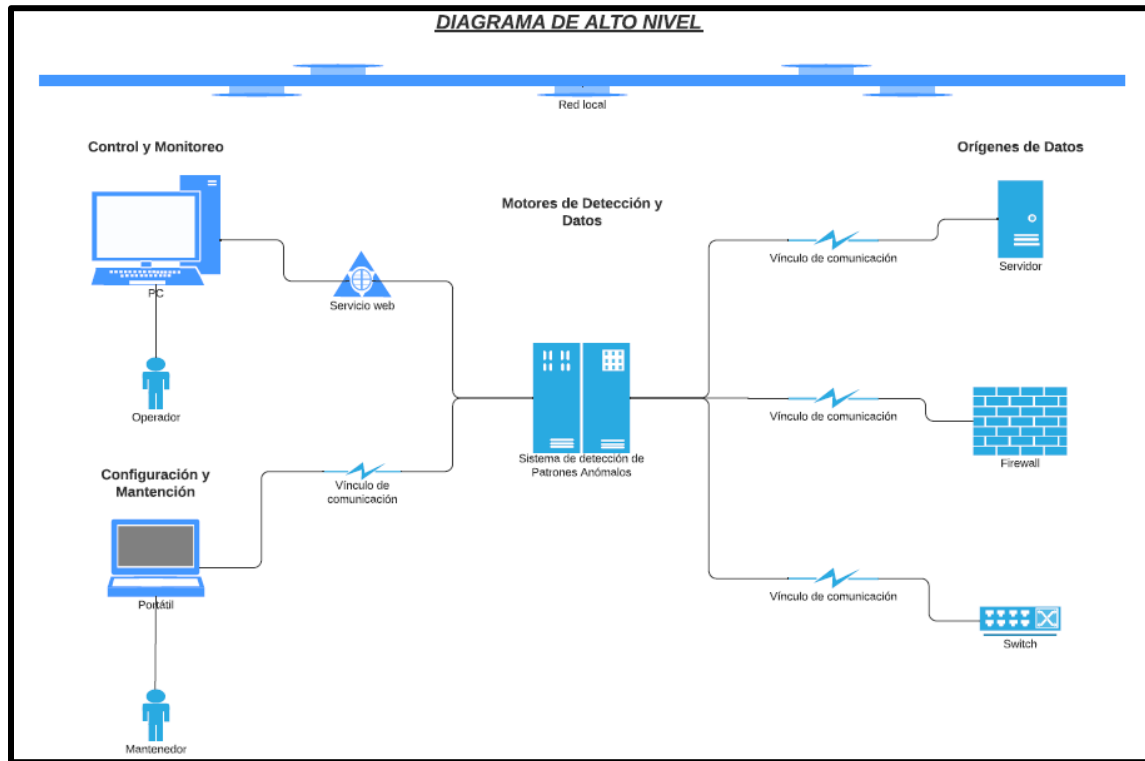 DIAGRAMA DE ALTO NIVEL
Red local
Control y Monitoreo
Orígenes de Datos
Motores de Detección y
Datos
Vínculo de comunicación
Servidor
PC
Servicio web
Operador
Vínculo de comunicación
Firewall
Sistema de detección de
Patrones Anómalos
Configuración y
Mantención
Vínculo de
comunicación
Portátil
Vínculo de comunicación
Switch
Mantenedor